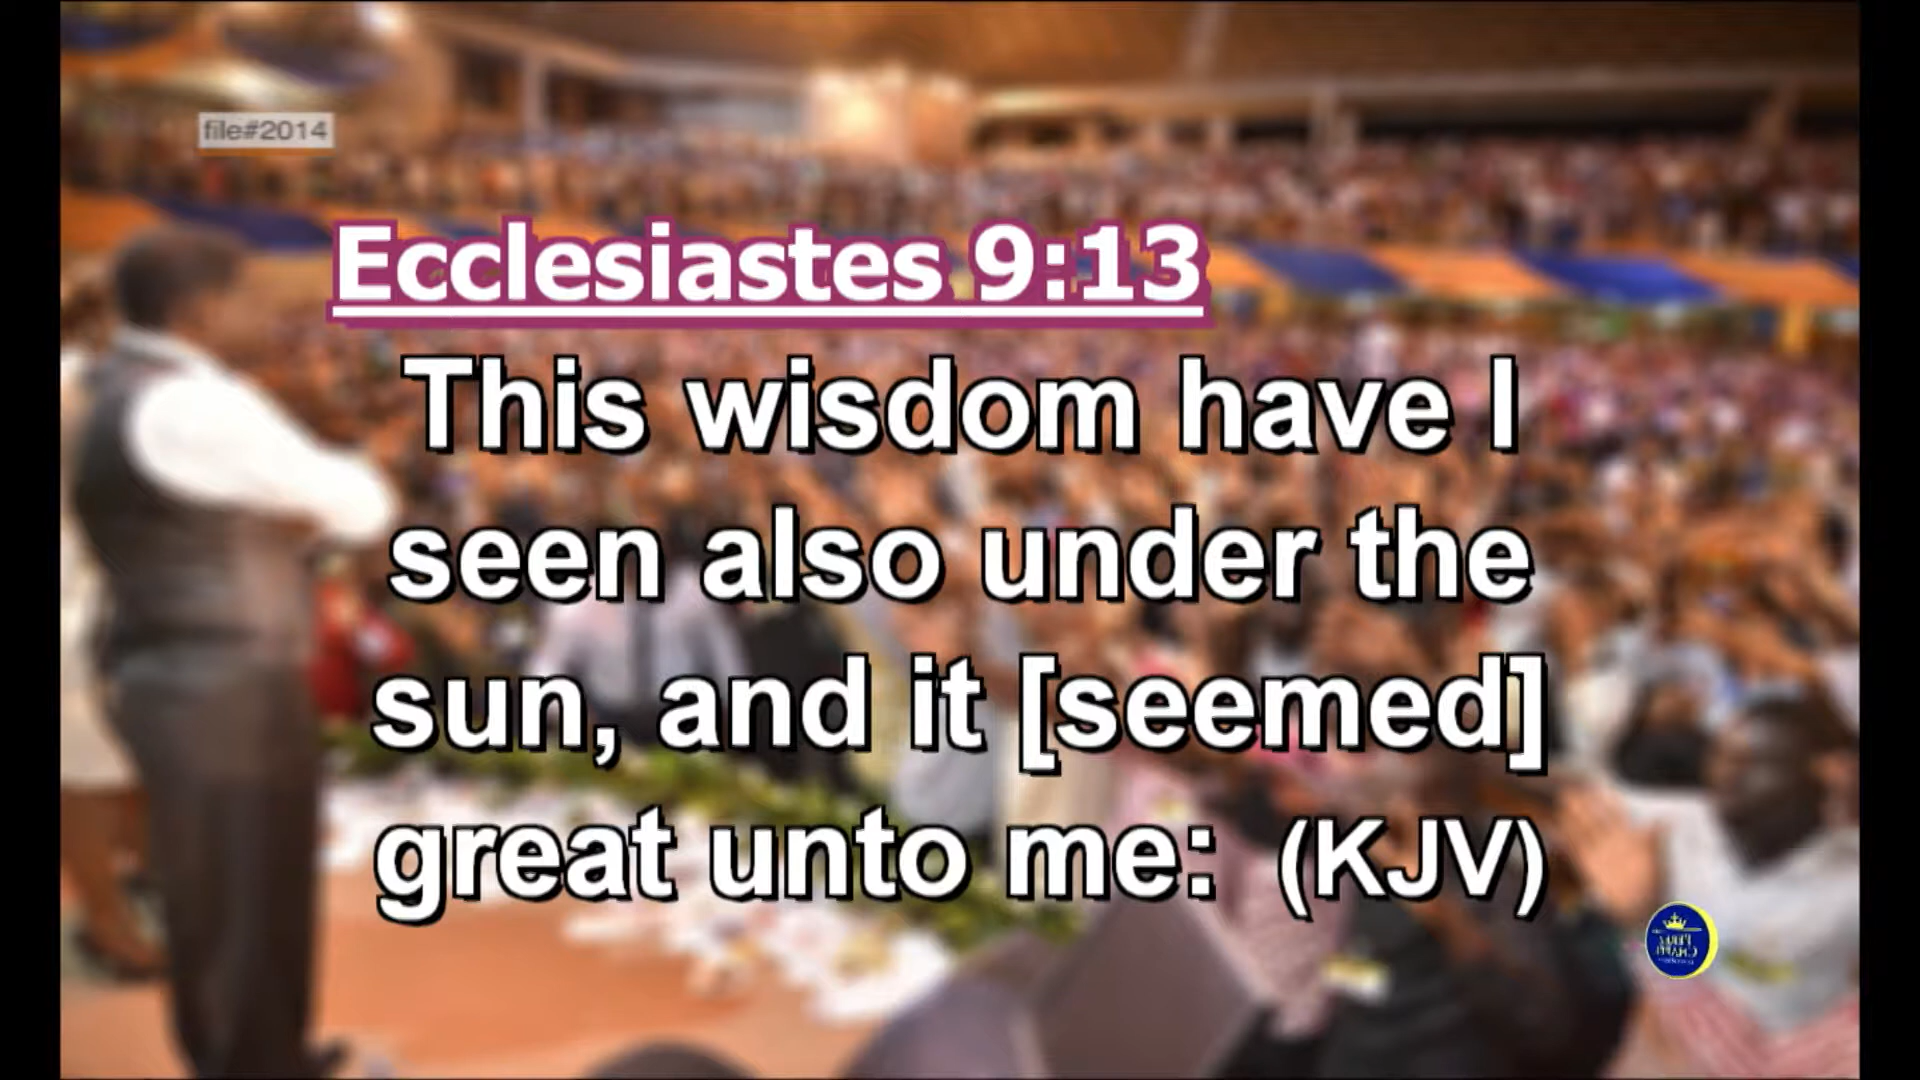 file#2014
Ecclesiastes 9:13
This wisdom have I
seen also under the
sun, and it [seemed]
great unto me: (KJV)